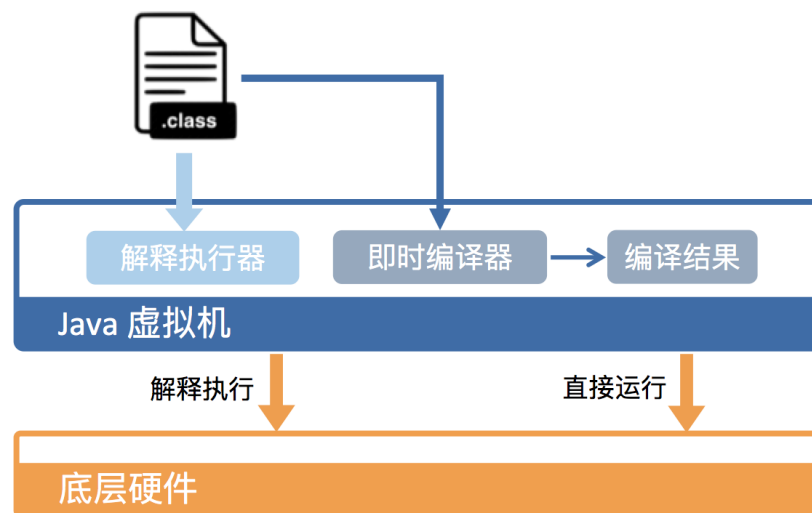 .class
解释执行器
即时编译器
编译结果
Java 虚拟机
解释执行
直接运行
底层硬件